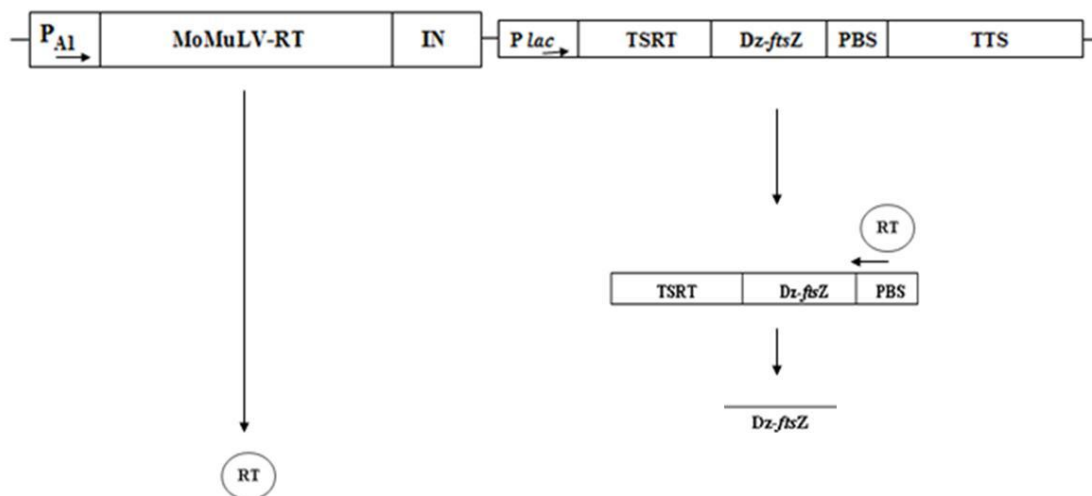 PA1 MoMuLV-RT IN P lac TSRT Dz-ftsZ PBS TTS
RT
TSRT Dz-ftsZ PBS
Dz-ftsZ
RT